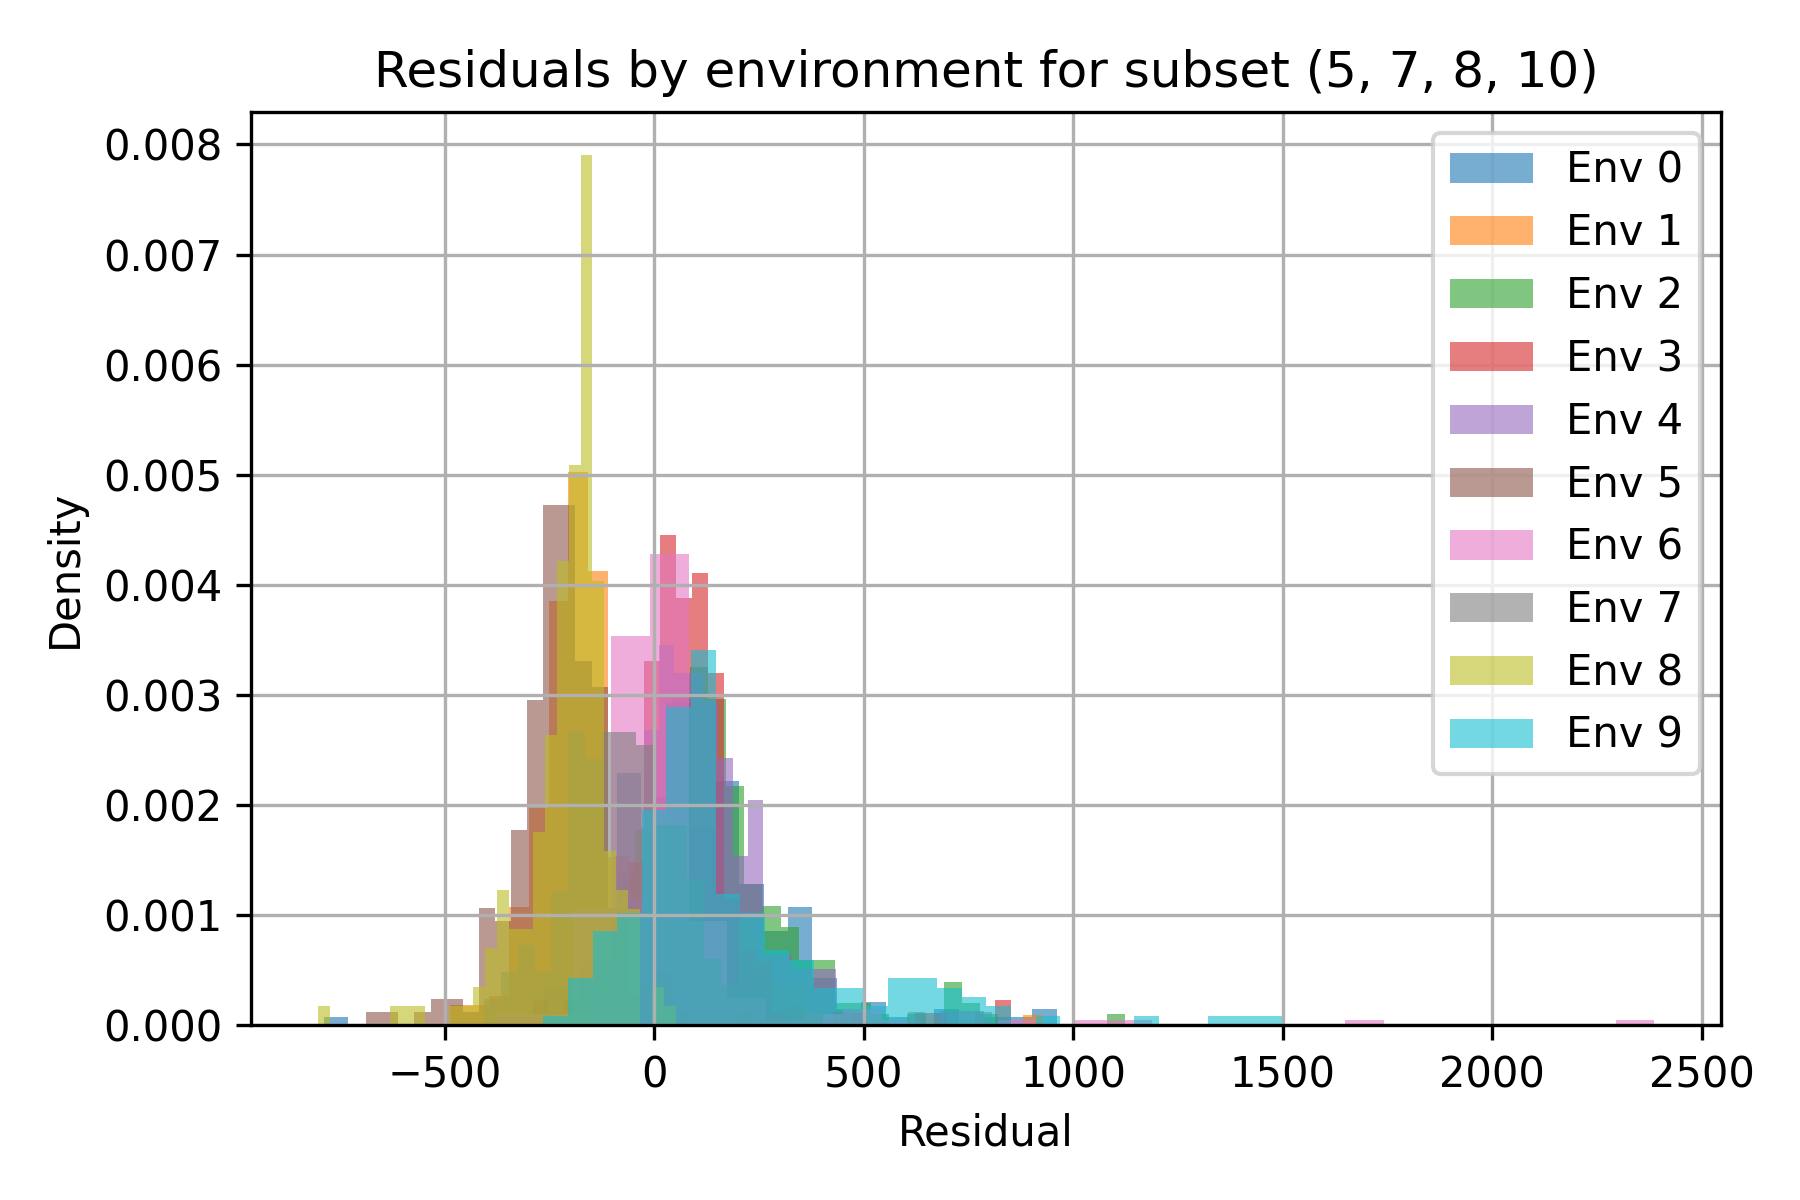 Residuals by environment for subset (5, 7, 8, 10)
0.008
0.007
0.006
0.005
0.004
0.003
0.002
0.001
0.000
Density
−500
0
500
1000
1500
2000
2500
Residual
Env 0
Env 1
Env 2
Env 3
Env 4
Env 5
Env 6
Env 7
Env 8
Env 9